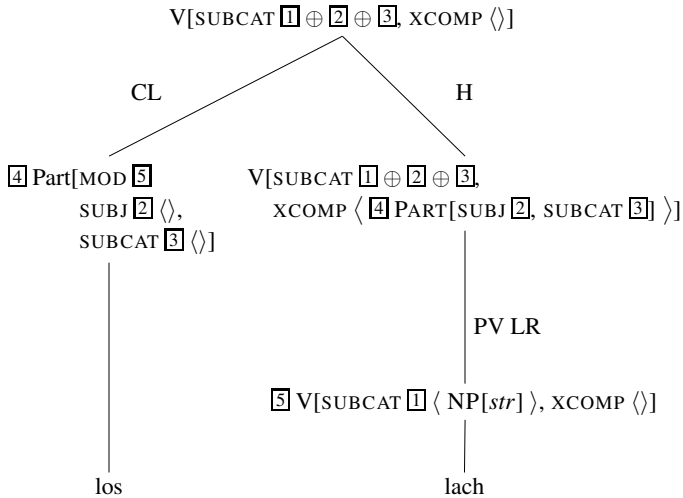 V[SUBCAT 1 ⊕ 2 ⊕ 3, XCOMP ⟨⟩]
CL H
4 Part[MOD 5 V[SUBCAT 1 ⊕ 2 ⊕ 3,
SUBJ 2 ⟨⟩, XCOMP ⟨ 4 PART[SUBJ 2, SUBCAT 3] ⟩]
SUBCAT 3 ⟨⟩]
PV LR
5 V[SUBCAT 1 ⟨ NP[str] ⟩, XCOMP ⟨⟩]
los lach